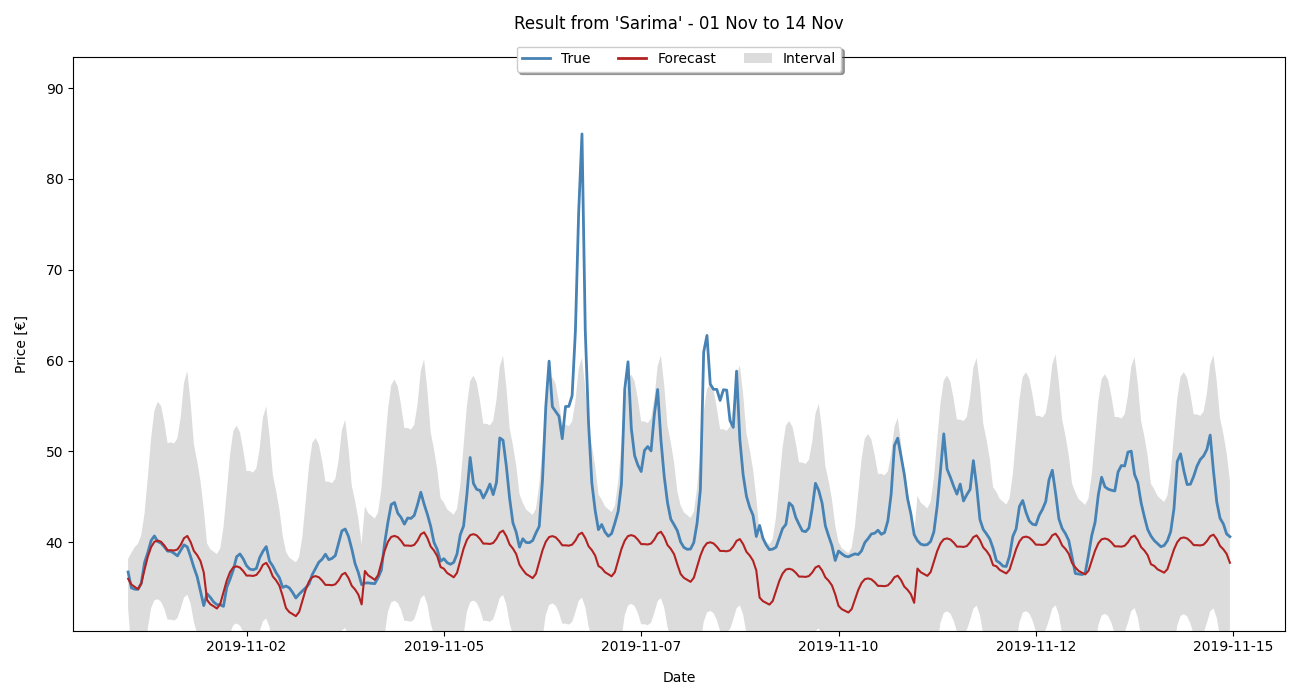 Result from 'Sarima' - 01 Nov to 14 Nov
True Forecast Interval
90
80
70
60
50
40
Price [€]
2019-11-02 2019-11-05 2019-11-07 2019-11-10 2019-11-12 2019-11-15
Date